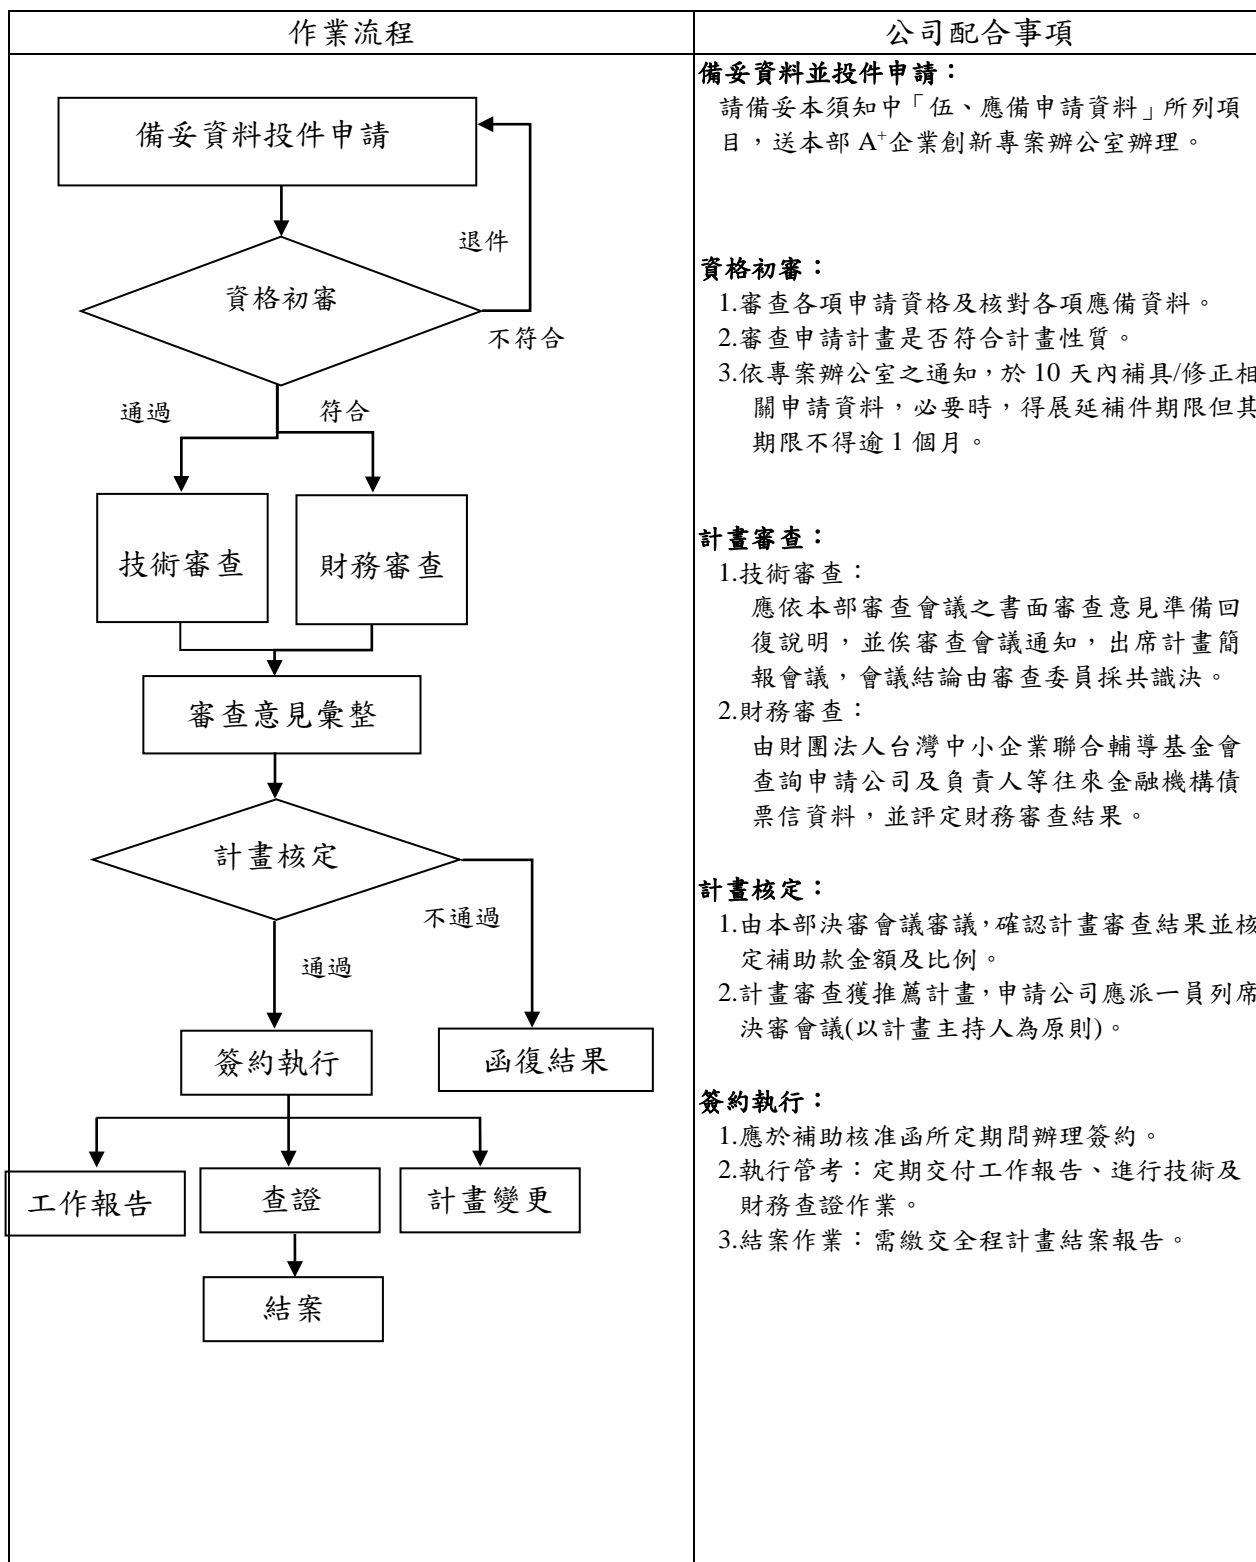 作業流程
公司配合事項
備妥資料投件申請
退件
資格初審
不符合
通過
符合
技術審查
財務審查
審查意見彙整
計畫核定
不通過
通過
簽約執行
函復結果
工作報告
查證
計畫變更
結案
備妥資料並投件申請：
請備妥本須知中「伍、應備申請資料」所列項
目，送本部 A+企業創新專案辦公室辦理。
資格初審：
1.審查各項申請資格及核對各項應備資料。
2.審查申請計畫是否符合計畫性質。
3.依專案辦公室之通知，於 10 天內補具/修正相
關申請資料，必要時，得展延補件期限但其
期限不得逾 1 個月。
計畫審查：
1.技術審查：
應依本部審查會議之書面審查意見準備回
復說明，並俟審查會議通知，出席計畫簡
報會議，會議結論由審查委員採共識決。
2.財務審查：
由財團法人台灣中小企業聯合輔導基金會
查詢申請公司及負責人等往來金融機構債
票信資料，並評定財務審查結果。
計畫核定：
1.由本部決審會議審議，確認計畫審查結果並核
定補助款金額及比例。
2.計畫審查獲推薦計畫，申請公司應派一員列席
決審會議(以計畫主持人為原則)。
簽約執行：
1.應於補助核准函所定期間辦理簽約。
2.執行管考：定期交付工作報告、進行技術及
財務查證作業。
3.結案作業：需繳交全程計畫結案報告。